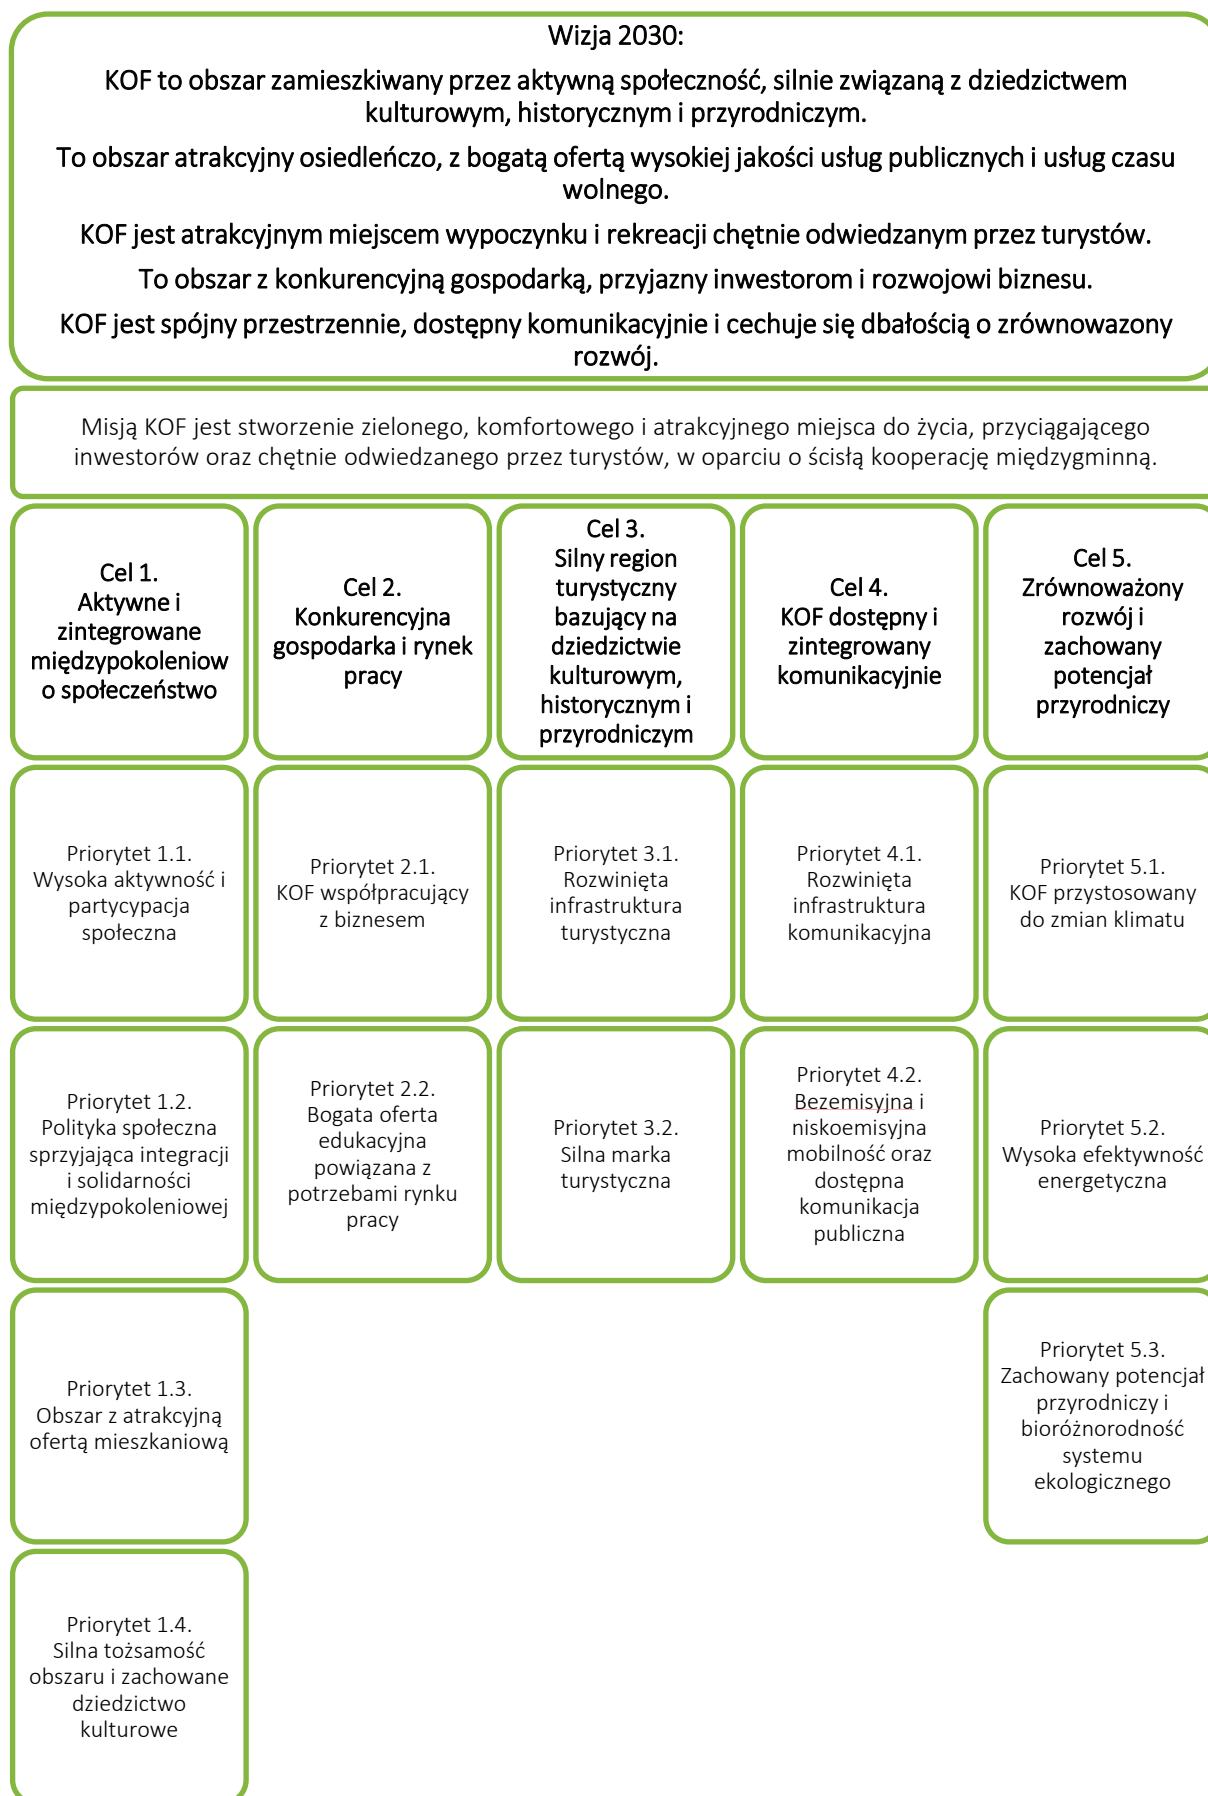 Wizja 2030:
KOF to obszar zamieszkiwany przez aktywną społeczność, silnie związaną z dziedzictwem
kulturowym, historycznym i przyrodniczym.
To obszar atrakcyjny osiedleńczo, z bogatą ofertą wysokiej jakości usług publicznych i usług czasu
wolnego.
KOF jest atrakcyjnym miejscem wypoczynku i rekreacji chętnie odwiedzanym przez turystów.
To obszar z konkurencyjną gospodarką, przyjazny inwestorom i rozwojowi biznesu.
KOF jest spójny przestrzennie, dostępny komunikacyjnie i cechuje się dbałością o zrównowazony
rozwój.
Misją KOF jest stworzenie zielonego, komfortowego i atrakcyjnego miejsca do życia, przyciągającego
inwestorów oraz chętnie odwiedzanego przez turystów, w oparciu o ścisłą kooperację międzygminną.
Cel 1.
Aktywne i
zintegrowane
międzypokoleniow
o społeczeństwo
Cel 2.
Konkurencyjna
gospodarka i rynek
pracy
Cel 3.
Silny region
turystyczny
bazujący na
dziedzictwie
kulturowym,
historycznym i
przyrodniczym
Cel 4.
KOF dostępny i
zintegrowany
komunikacyjnie
Cel 5.
Zrównoważony
rozwój i
zachowany
potencjał
przyrodniczy
Priorytet 1.1.
Wysoka aktywność i
partycypacja
społeczna
Priorytet 2.1.
KOF współpracujący
z biznesem
Priorytet 3.1.
Rozwinięta
infrastruktura
turystyczna
Priorytet 4.1.
Rozwinięta
infrastruktura
komunikacyjna
Priorytet 5.1.
KOF przystosowany
do zmian klimatu
Priorytet 1.2.
Polityka społeczna
sprzyjająca integracji
i solidarności
międzypokoleniowej
Priorytet 2.2.
Bogata oferta
edukacyjna
powiązana z
potrzebami rynku
pracy
Priorytet 3.2.
Silna marka
turystyczna
Priorytet 4.2.
Bezemisyjna i
niskoemisyjna
mobilność oraz
dostępna
komunikacja
publiczna
Priorytet 5.2.
Wysoka efektywność
energetyczna
Priorytet 1.3.
Obszar z atrakcyjną
ofertą mieszkaniową
Priorytet 5.3.
Zachowany potencjał
przyrodniczy i
bioróżnorodność
systemu
ekologicznego
Priorytet 1.4.
Silna tożsamość
obszaru i zachowane
dziedzictwo
kulturowe